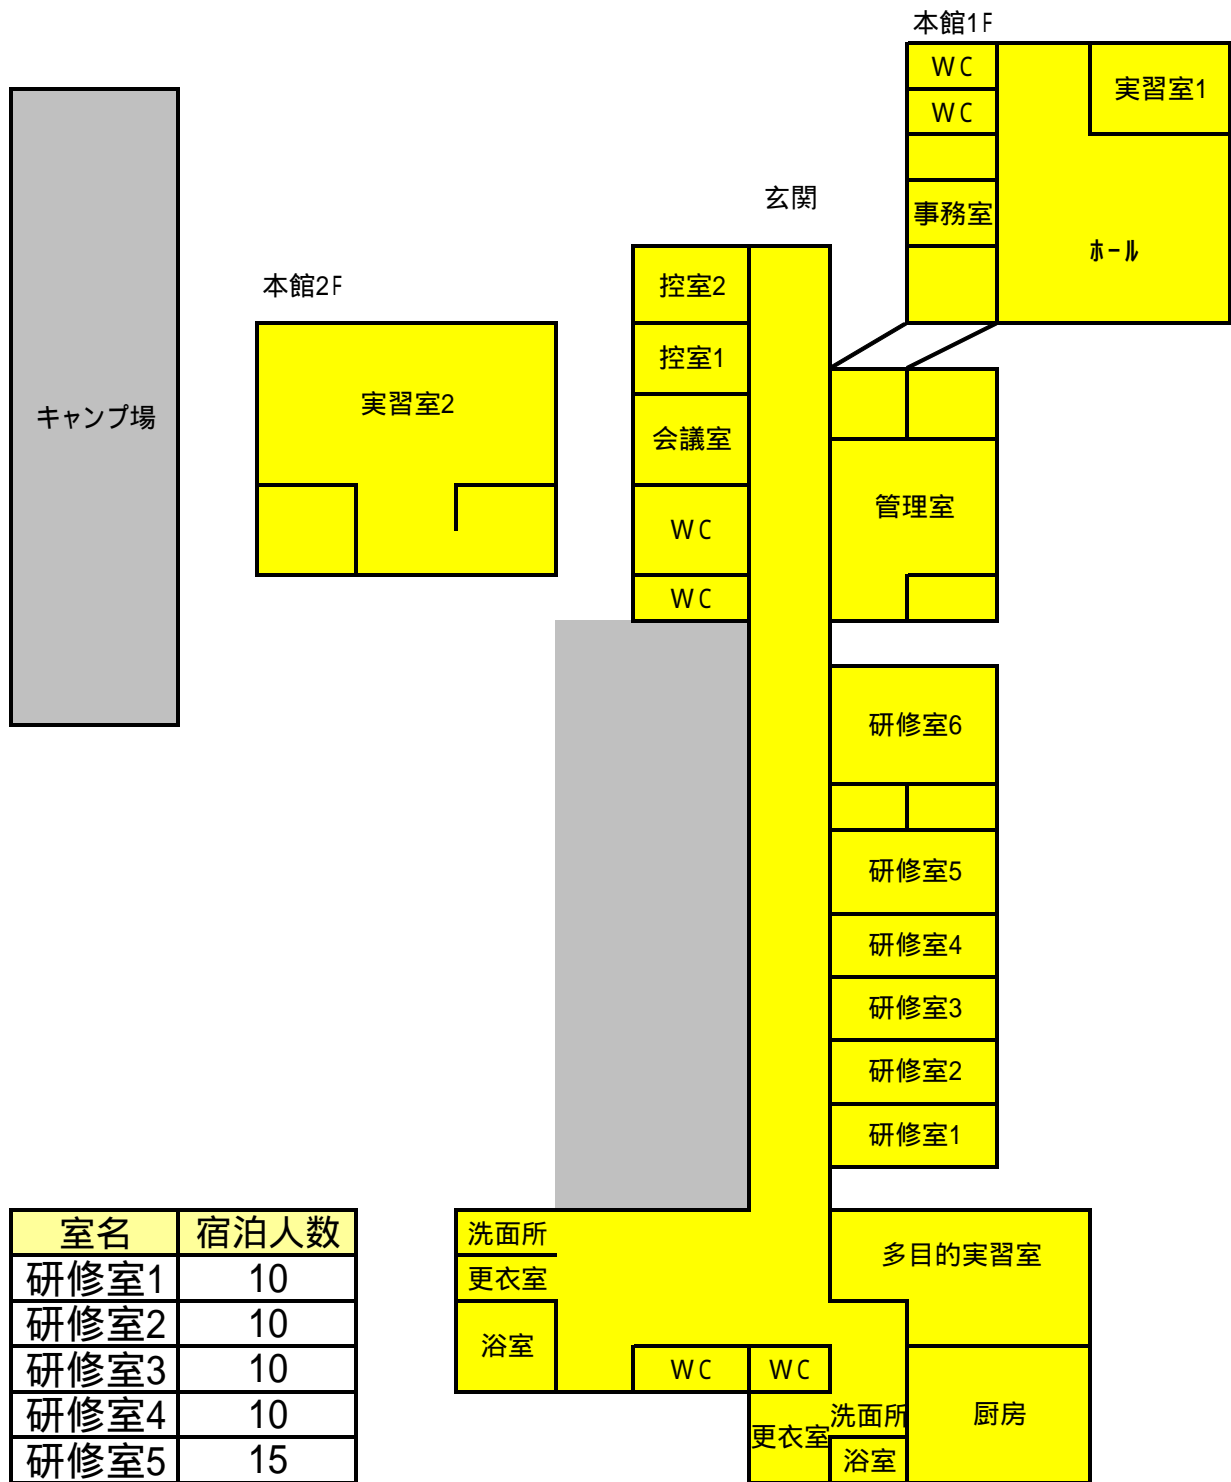 本館1F
WC
実習室1
WC
事務室
ホール
玄関
本館2F
控室2
控室1
実習室2
会議室
キャンプ場
管理室
WC
WC
研修室6
研修室5
研修室4
研修室3
研修室2
研修室1
洗面所
更衣室
浴室
多目的実習室
WC
WC
厨房
洗面所
更衣室
浴室
室名 宿泊人数
研修室1 10
研修室2 10
研修室3 10
研修室4 10
研修室5 15